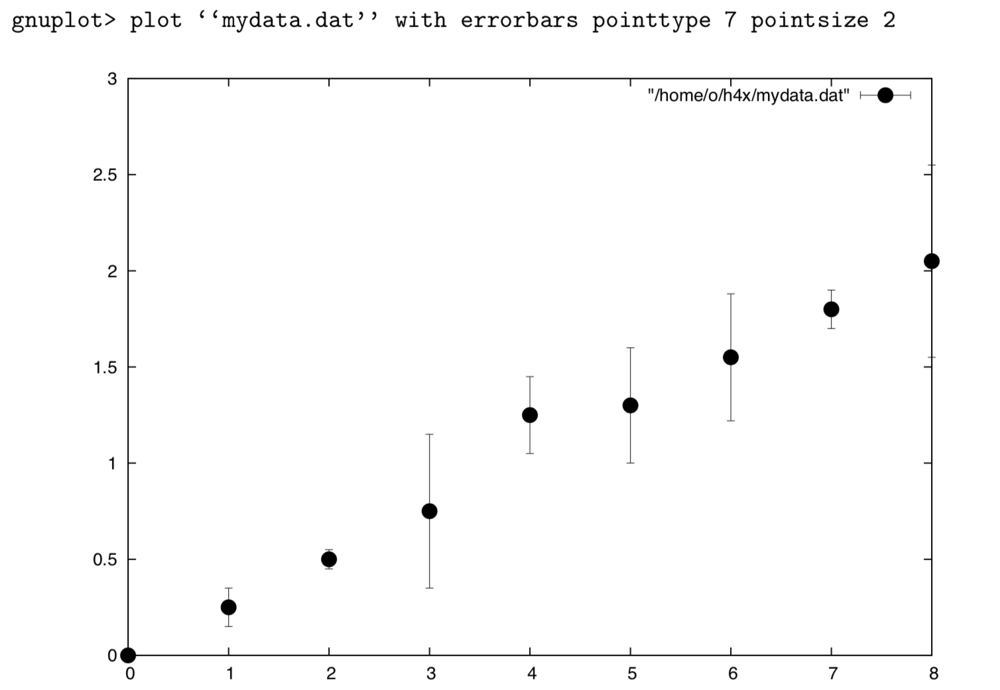 gnuplot> plot ‘‘mydata.dat’’ with errorbars pointtype 7 pointsize 2
"/home/o/h4x/mydata.dat"
3
2.5
2
1.5
1
0.5
0
0 1 2 3 4 5 6 7 8